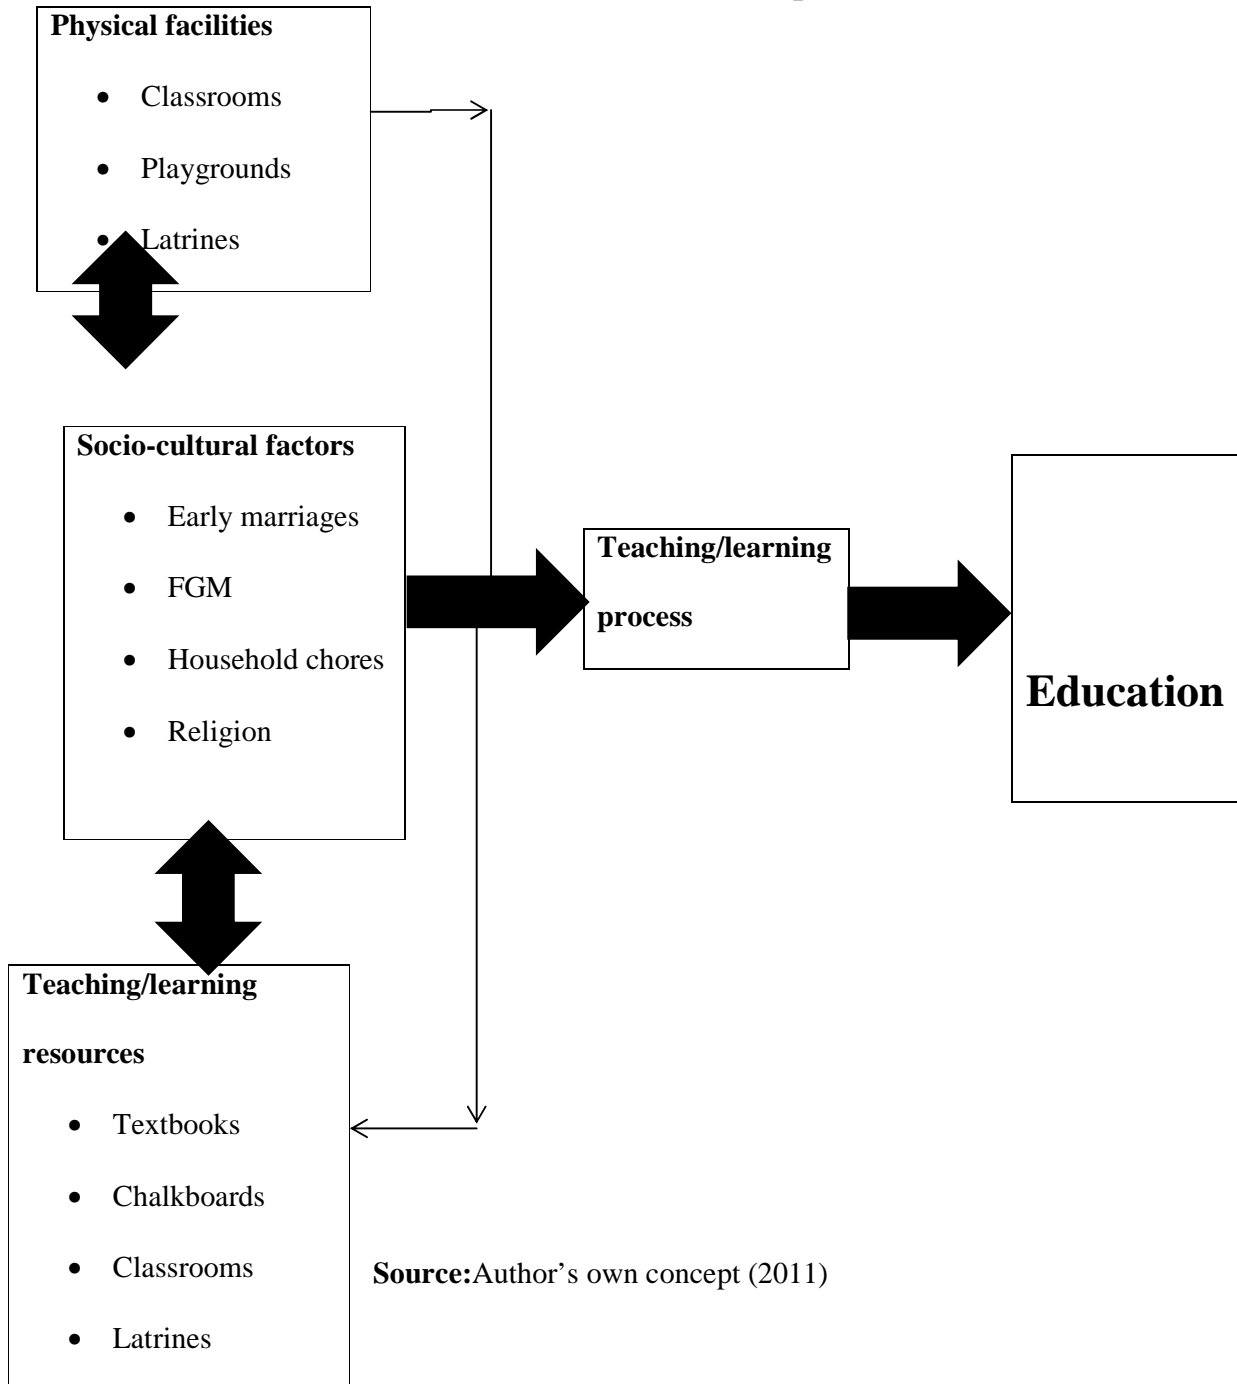 Physical facilities
• Classrooms
• Playgrounds
• Latrines
Socio-cultural factors
• Early marriages
• FGM
• Household chores
• Religion
Teaching/learning
process
Education
Teaching/learning
resources
• Textbooks
• Chalkboards
• Classrooms
• Latrines
Source:Author’s own concept (2011)